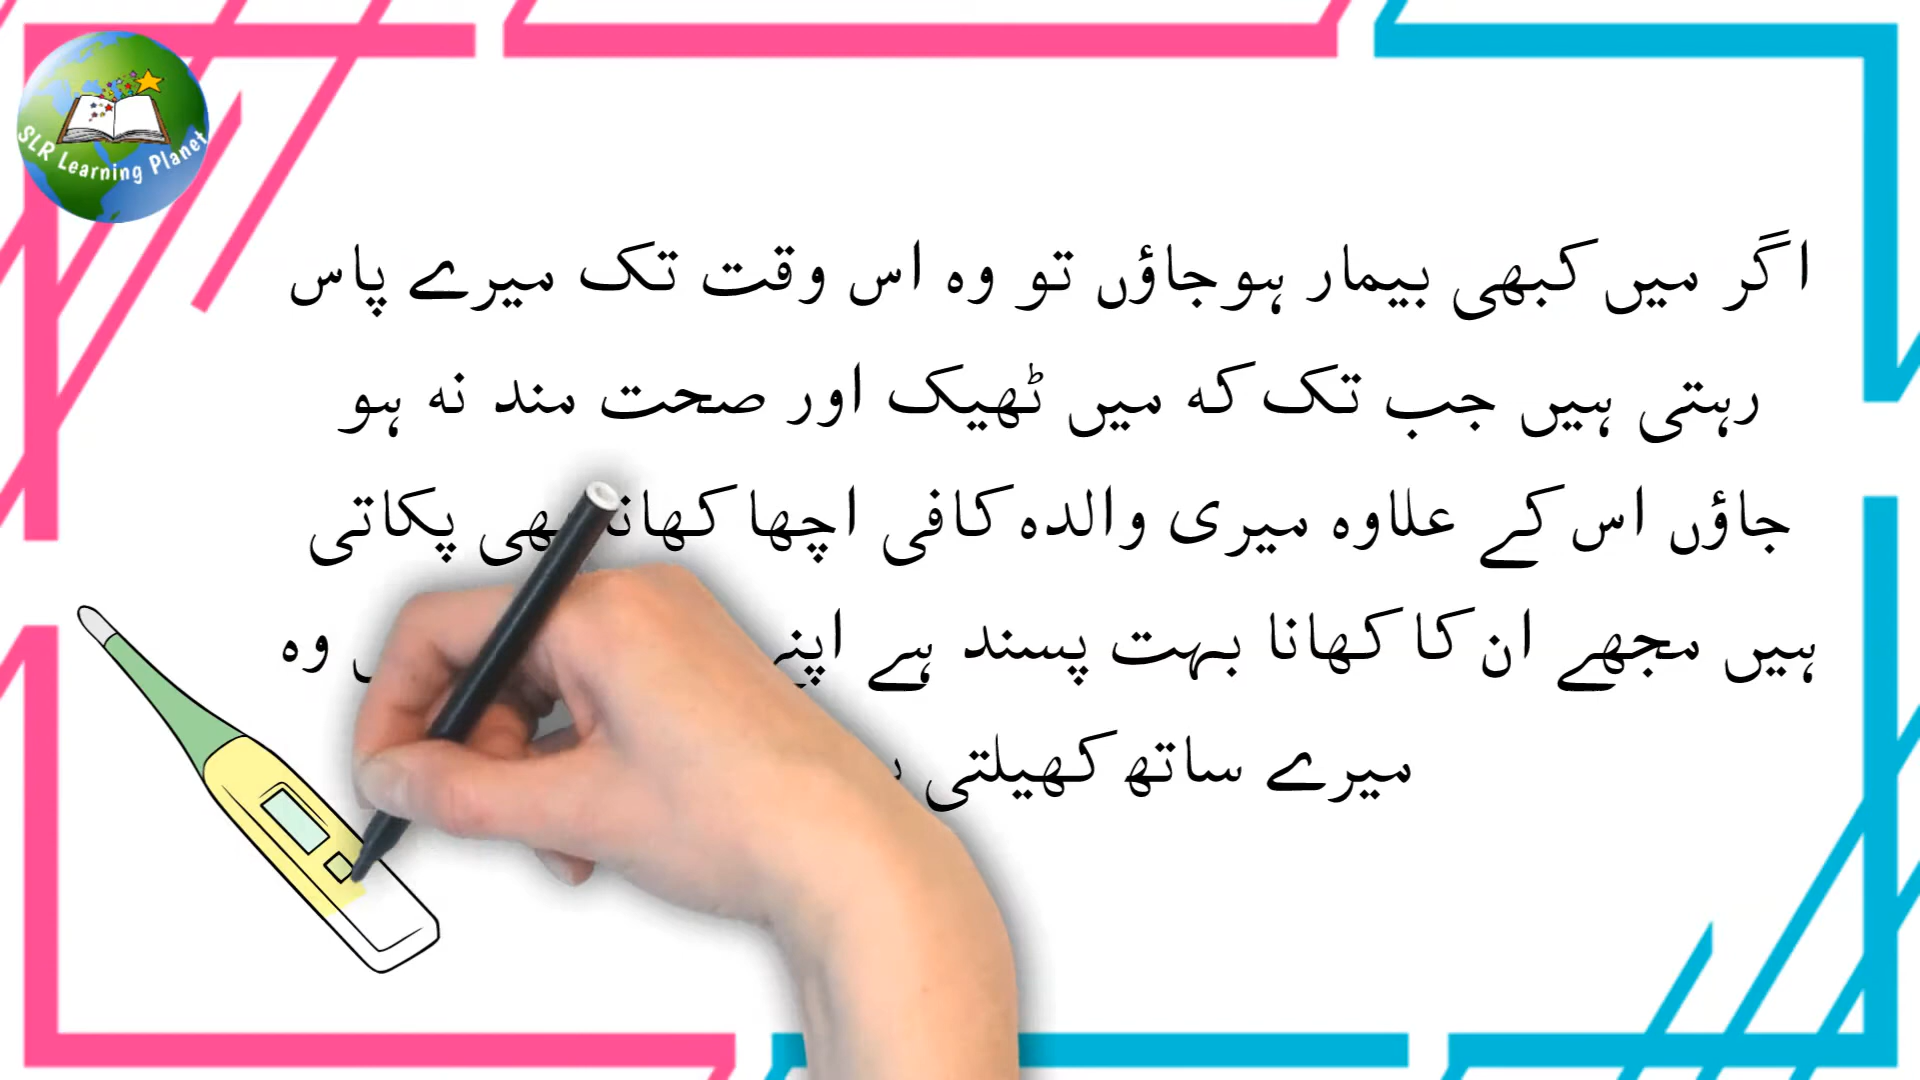 SLR Learning Planet
اگر میں کبھی بیمار ہوجاؤں تو وہ اس وقت تک میرے پاس
رہتی ہیں جب تک کہ میں ٹھیک اور صحت مند نہ ہو
جاؤں اس کے علاوہ میری والدہ کافی اچھا کھانا بھی پکاتی
ہیں مجھے ان کا کھانا بہت پسند ہے وہ
میرے ساتھ کھیلتی